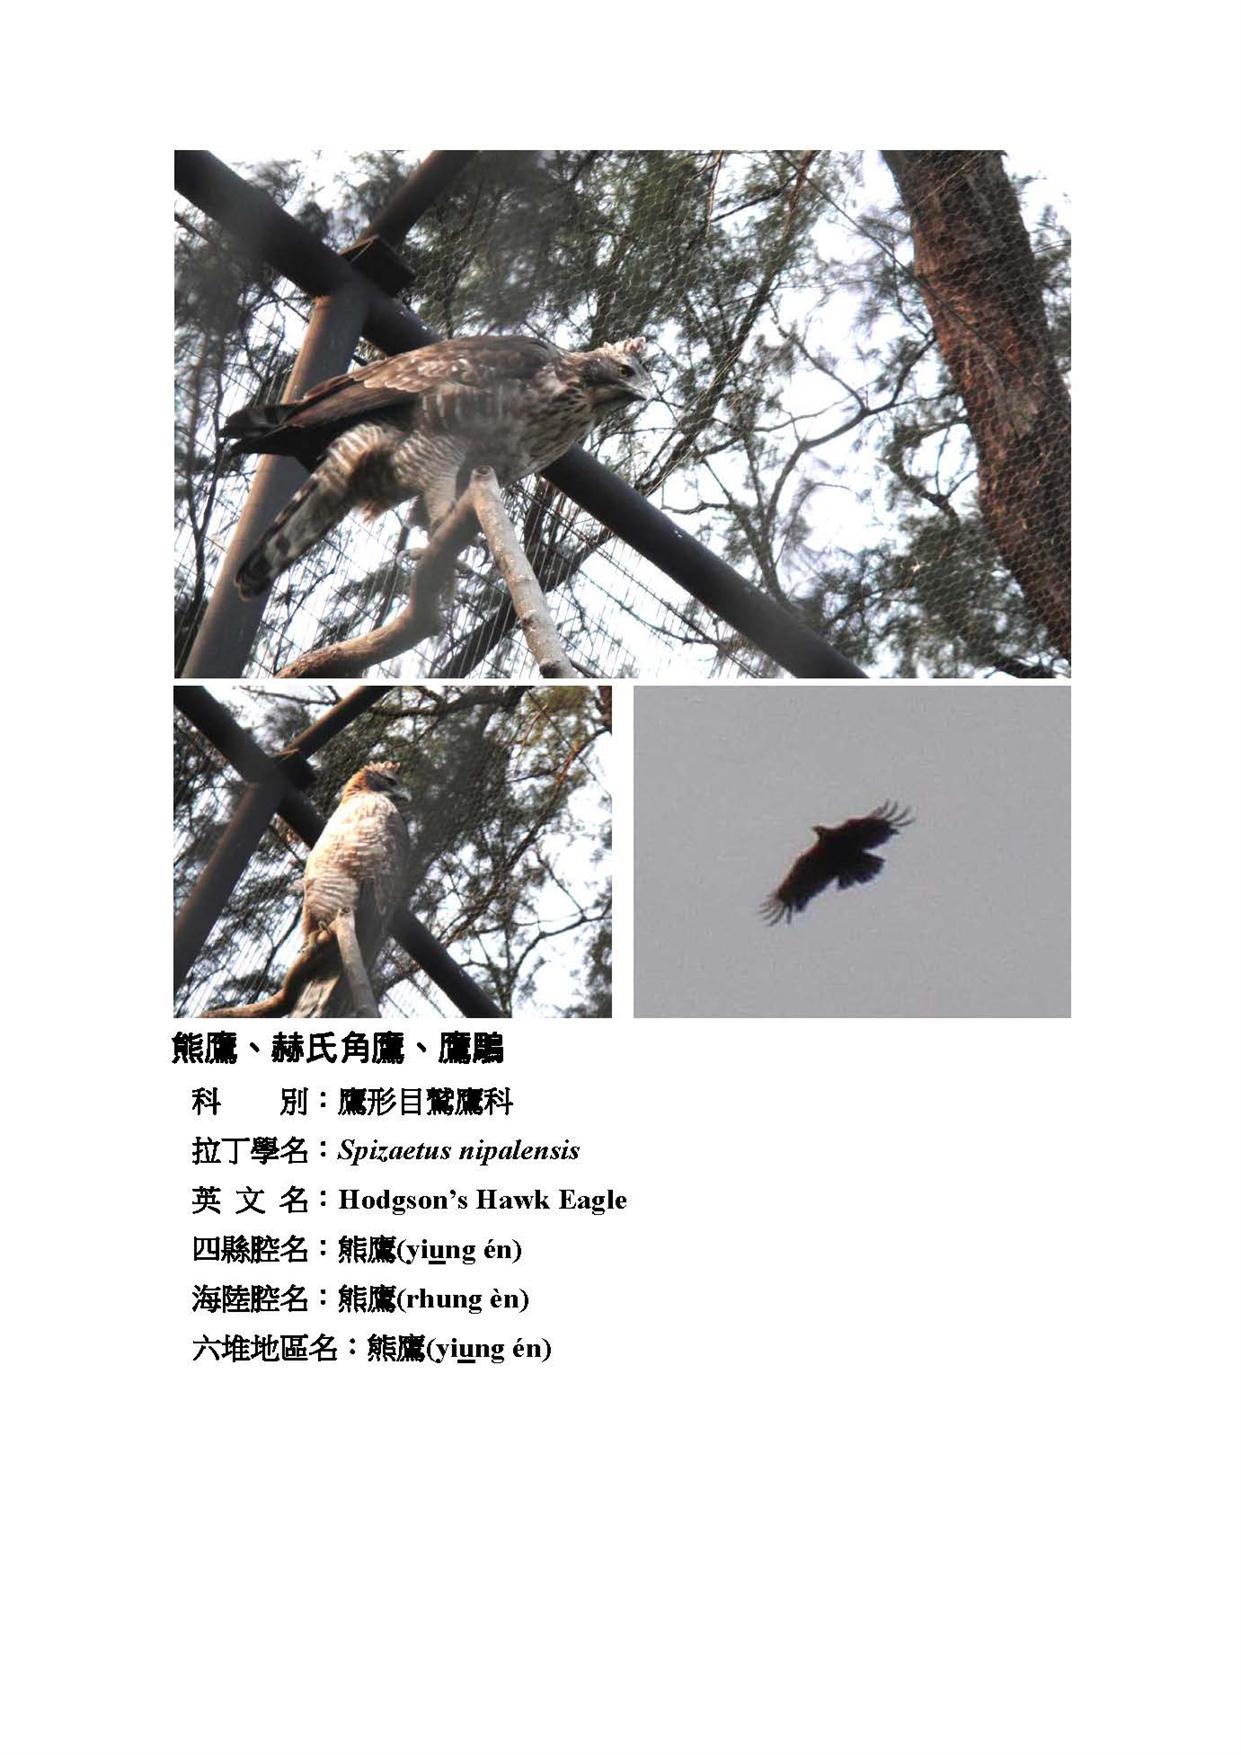 熊鷹、赫氏角鷹、鷹鵰
科　　別：鷹形目鷲鷹科
拉丁學名：Spizaetus nipalensis
英 文 名：Hodgson’s Hawk Eagle
四縣腔名：熊鷹(yiung én)
海陸腔名：熊鷹(rhung èn)
六堆地區名：熊鷹(yiung én)